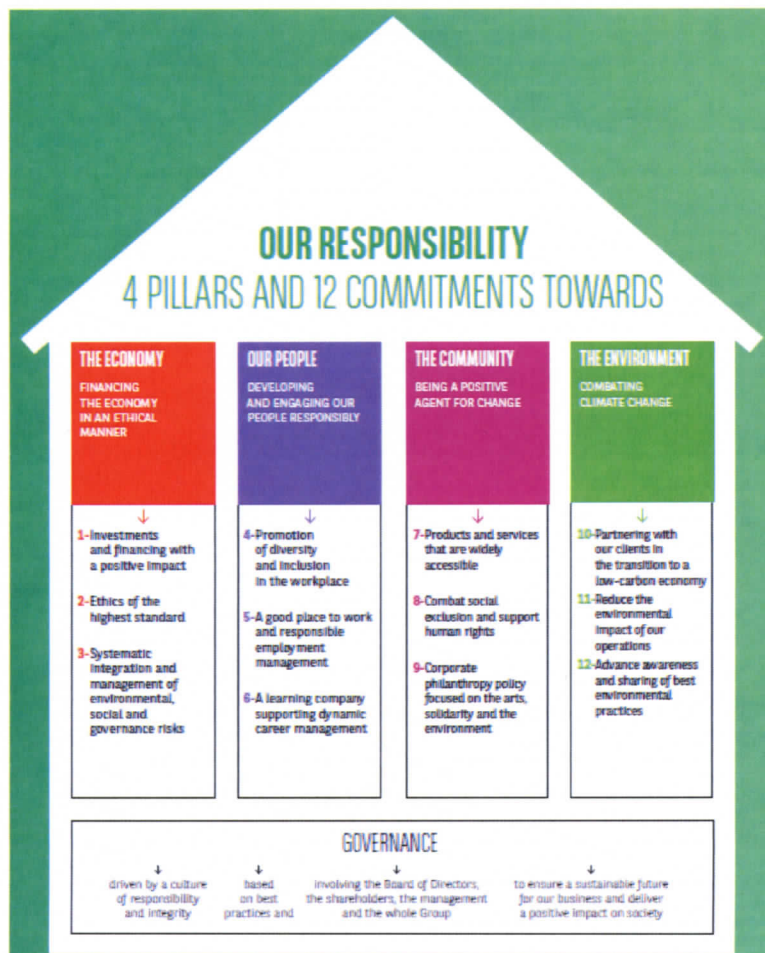 OUR RESPONSIBILITY
4 PILLARS AND 12 COMMITMENTS TOWARDS
THE ECONOMY
FINANCING
THE ECONOMY
IN AN ETHICAL
MANNER
1-Investments
and financing with
a positive impact
2-Ethics of the
highest standard
3-Systematic
integration and
management of
environmental,
social and
governance risks
OUR PEOPLE
DEVELOPING
AND ENGAGING OUR
PEOPLE RESPONSIBLY
4-Promotion
of diversity
and inclusion
in the workplace
5-A good place to work
and responsible
employment
management
6-A learning company
supporting dynamic
career management
THE COMMUNITY
BEING A POSITIVE
AGENT FOR CHANGE
7-Products and services
that are widely
accessible
8-Combat social
exclusion and support
human rights
9-Corporate
philanthropy policy
focused on the arts,
solidarity and the
environment
THE ENVIRONMENT
COMBATING
CLIMATE CHANGE
10-Partnering with
our clients in
the transition to a
low-carbon economy
11-Reduce the
environmental
impact of our
operations
12-Advance awareness
and sharing of best
environmental
practices
GOVERNANCE
driven by a culture
of responsibility
and integrity
based
on best
practices and
involving the Board of Directors,
the shareholders, the management
and the whole Group
to ensure a sustainable future
for our business and deliver
a positive impact on society